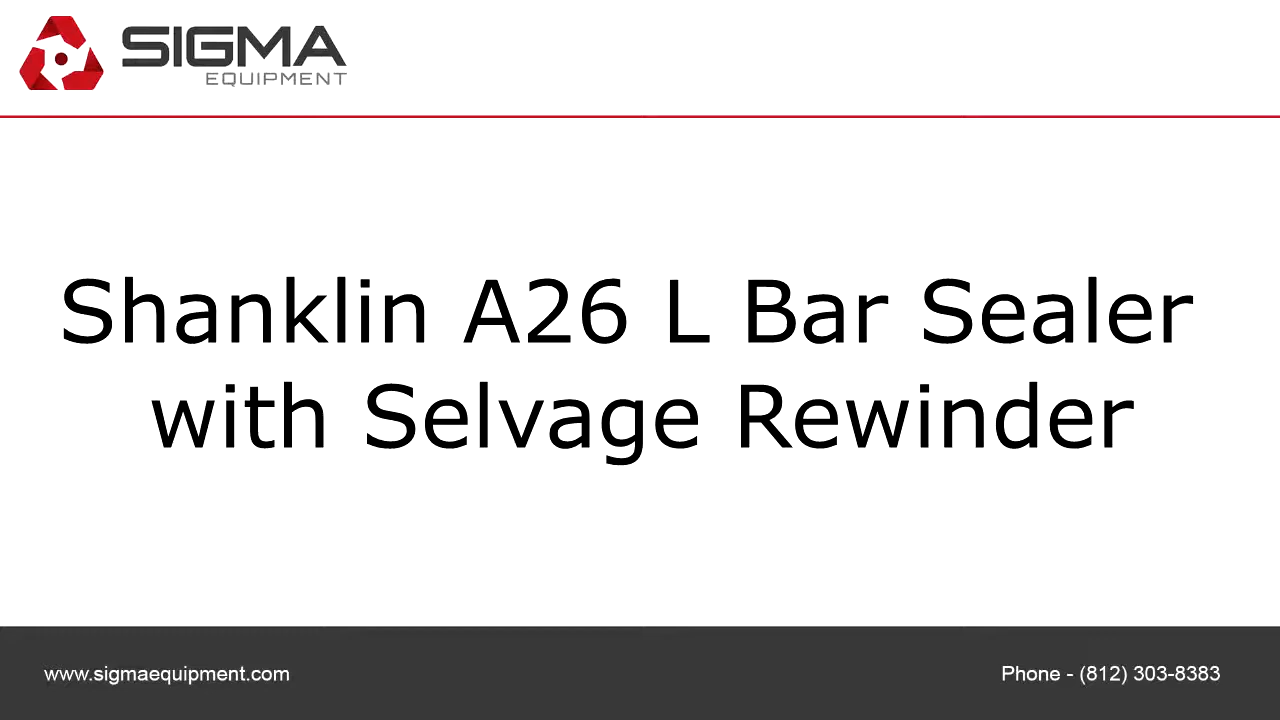 SIGMA
EQUIPMENT
Shanklin A26 L Bar Sealer
with Selvage Rewinder
www.sigmaequipment.com
Phone - (812) 303-8383